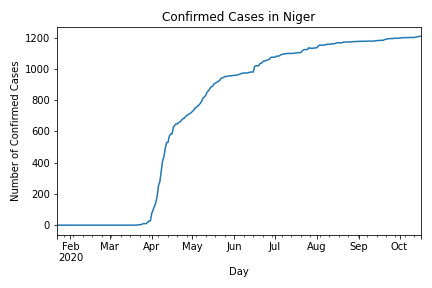 Confirmed Cases in Niger
1200
1000
800
600
400
200
0
Number of Confirmed Cases
Feb Mar Apr May Jun Jul Aug Sep Oct
2020
Day